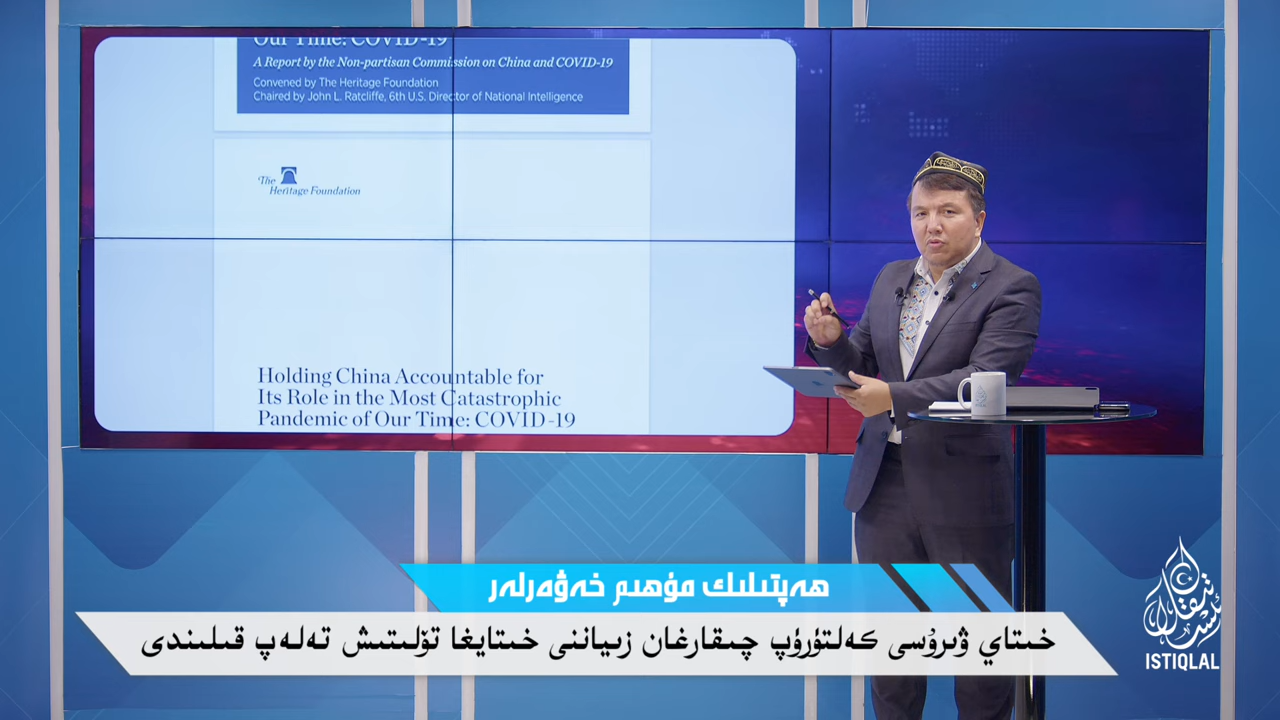 Our Time: COVID-19
A Report by the Non-partisan Commission on China and COVID-19
Convened by The Heritage Foundation
Chaired by John L. Ratcliffe, 6th U.S. Director of National Intelligence
The Heritage Foundation
Holding China Accountable for
Its Role in the Most Catastrophic
Pandemic of Our Time: COVID-19
ھەپتىلىك مۇھىم خەۋەرلەر
خىتاي ۋىرۇسى كەلتۈرۈپ چىقارغان زىياننى خىتايغا تۆلىتىش تەلەپ قىلىندى
ئىستىقلال
ISTIQLAL